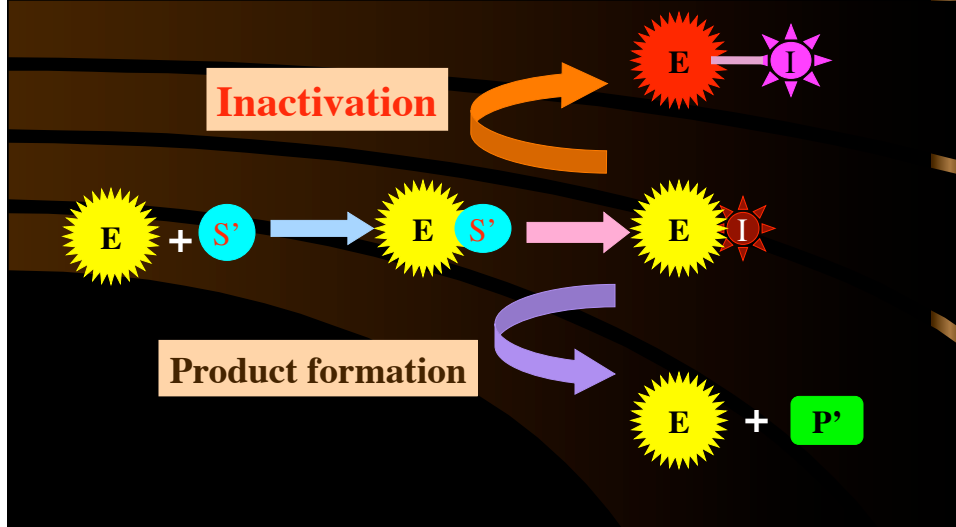 E I
Inactivation
E + S’ E S’ E I
Product formation
E + P’